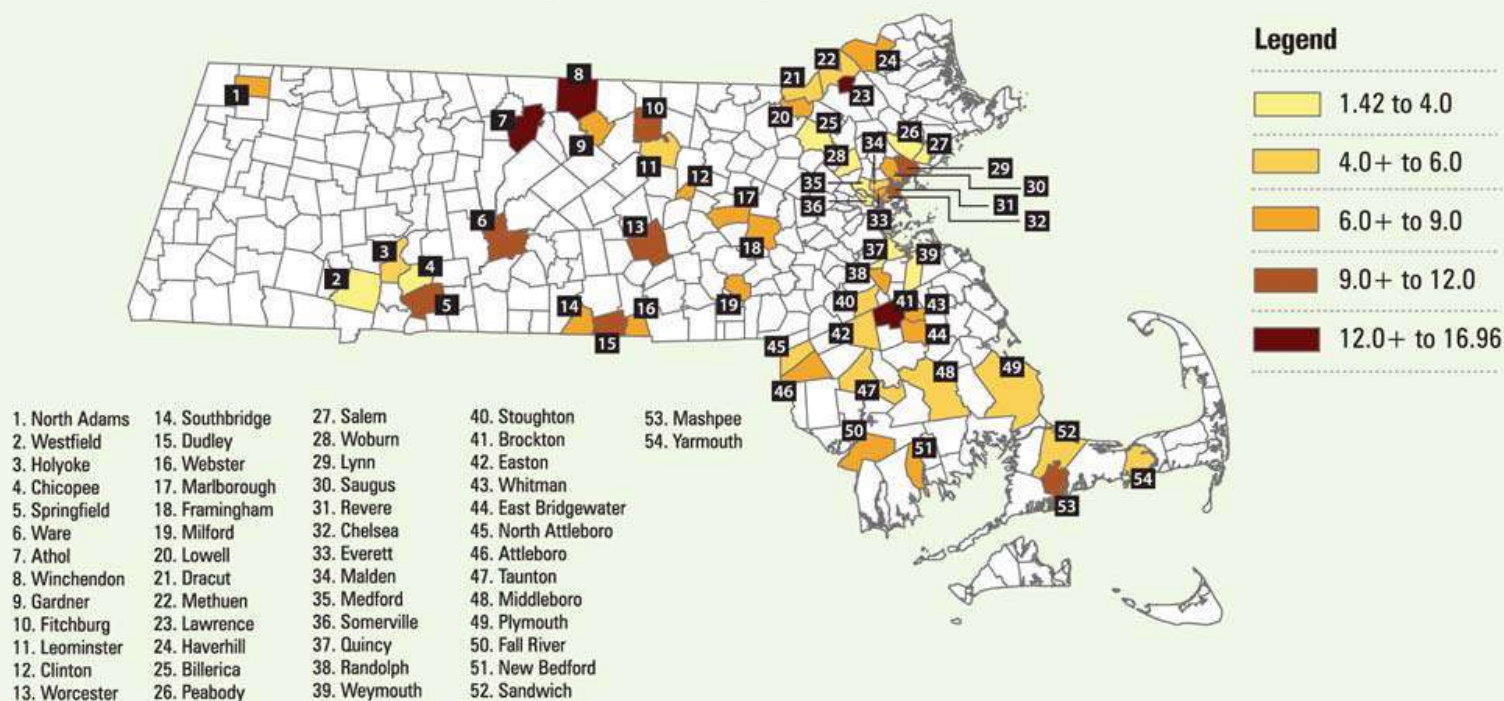 Legend
1.42 to 4.0
4.0+ to 6.0
6.0+ to 9.0
9.0+ to 12.0
12.0+ to 16.96
1
2
3
4
5
6
7
8
9
10
11
12
13
14
15
16
17
18
19
20
21
22
23
24
25
26
27
28
29
30
31
32
33
34
35
36
37
38
39
40
41
42
43
44
45
46
47
48
49
50
51
52
53
54
1. North Adams
2. Westfield
3. Holyoke
4. Chicopee
5. Springfield
6. Ware
7. Athol
8. Winchendon
9. Gardner
10. Fitchburg
11. Leominster
12. Clinton
13. Worcester
14. Southbridge
15. Dudley
16. Webster
17. Marlborough
18. Framingham
19. Milford
20. Lowell
21. Dracut
22. Methuen
23. Lawrence
24. Haverhill
25. Billerica
26. Peabody
27. Salem
28. Woburn
29. Lynn
30. Saugus
31. Revere
32. Chelsea
33. Everett
34. Malden
35. Medford
36. Somerville
37. Quincy
38. Randolph
39. Weymouth
40. Stoughton
41. Brockton
42. Easton
43. Whitman
44. East Bridgewater
45. North Attleboro
46. Attleboro
47. Taunton
48. Middleboro
49. Plymouth
50. Fall River
51. New Bedford
52. Sandwich
53. Mashpee
54. Yarmouth